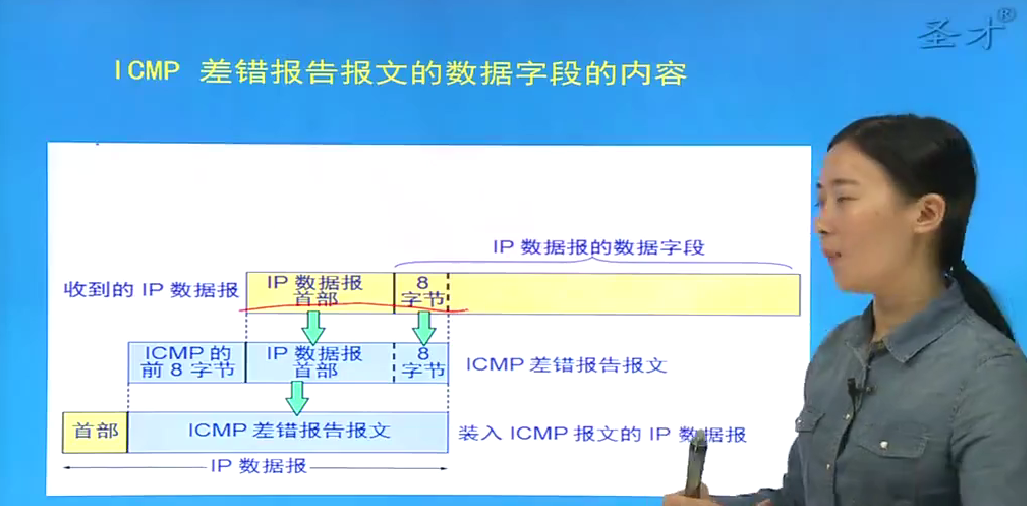 圣才®
ICMP 差错报告报文的数据字段的内容
IP 数据报的数据字段
收到的 IP 数据报
IP 数据报
首部
8
字节
ICMP 的
前 8 字节
IP 数据报
首部
8
字节
ICMP 差错报告报文
首部
ICMP 差错报告报文
装入 ICMP 报文的 IP 数据报
IP 数据报